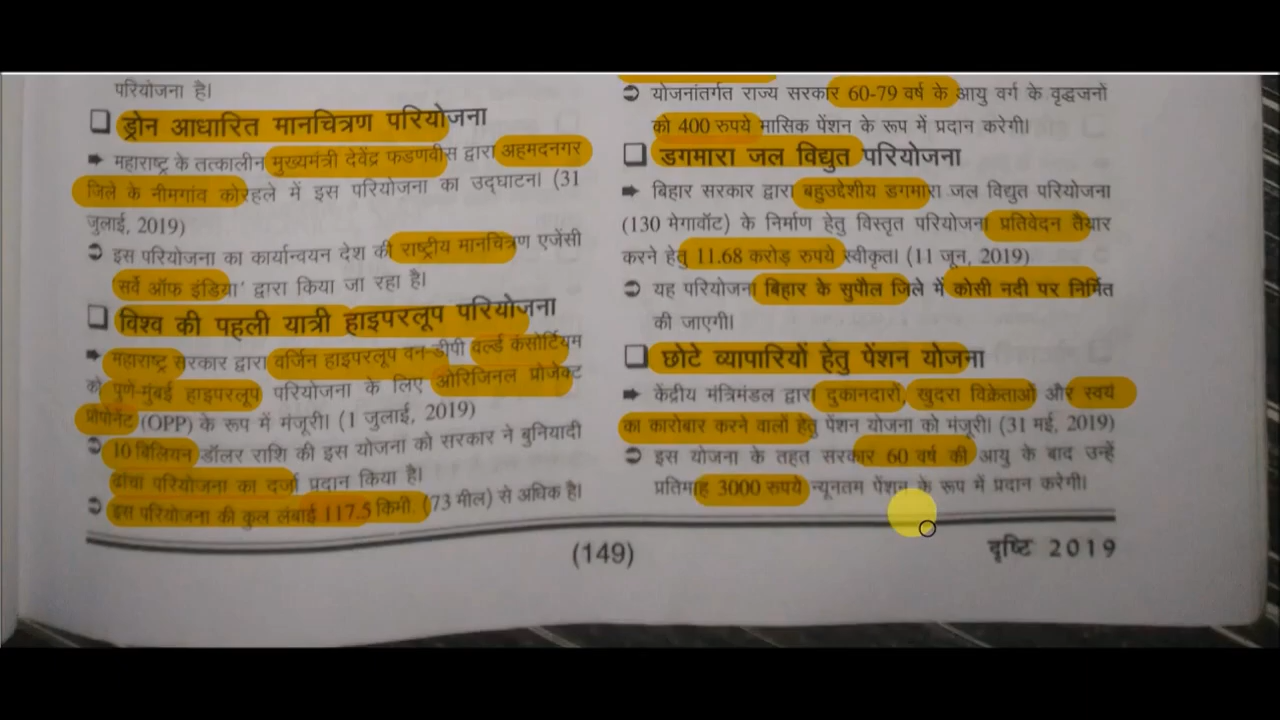 परियोजना है।
❑ ड्रोन आधारित मानचित्रण परियोजना
➨ महाराष्ट्र के तत्कालीन मुख्यमंत्री देवेंद्र फडणवीस द्वारा अहमदनगर
जिले के नीमगांव कोरहले में इस परियोजना का उद्घाटन। (31
जुलाई, 2019)
➲ इस परियोजना का कार्यान्वयन देश की राष्ट्रीय मानचित्रण एजेंसी
सर्वे ऑफ इंडिया' द्वारा किया जा रहा है।
❑ विश्व की पहली यात्री हाइपरलूप परियोजना
➨ महाराष्ट्र सरकार द्वारा वर्जिन हाइपरलूप वन-डीपी वर्ल्ड कंसोर्टियम
को पुणे-मुंबई हाइपरलूप परियोजना के लिए ओरिजिनल प्रोजेक्ट
प्रोपोनेंट (OPP) के रूप में मंजूरी। (1 जुलाई, 2019)
➲ 10 बिलियन डॉलर राशि की इस योजना को सरकार ने बुनियादी
ढांचा परियोजना का दर्जा प्रदान किया है।
➲ इस परियोजना की कुल लंबाई 117.5 किमी. (73 मील) से अधिक है।
➲ योजनांतर्गत राज्य सरकार 60-79 वर्ष के आयु वर्ग के वृद्धजनों
को 400 रुपये मासिक पेंशन के रूप में प्रदान करेगी।
❑ डगमारा जल विद्युत परियोजना
➨ बिहार सरकार द्वारा बहुउद्देशीय डगमारा जल विद्युत परियोजना
(130 मेगावॉट) के निर्माण हेतु विस्तृत परियोजना प्रतिवेदन तैयार
करने हेतु 11.68 करोड़ रुपये स्वीकृत। (11 जून, 2019)
➲ यह परियोजना बिहार के सुपौल जिले में कोसी नदी पर निर्मित
की जाएगी।
❑ छोटे व्यापारियों हेतु पेंशन योजना
➨ केंद्रीय मंत्रिमंडल द्वारा दुकानदारों, खुदरा विक्रेताओं और स्वयं
का कारोबार करने वालों हेतु पेंशन योजना को मंजूरी। (31 मई, 2019)
➲ इस योजना के तहत सरकार 60 वर्ष की आयु के बाद उन्हें
प्रतिमाह 3000 रुपये न्यूनतम पेंशन के रूप में प्रदान करेगी।
(149)
दृष्टि 2019